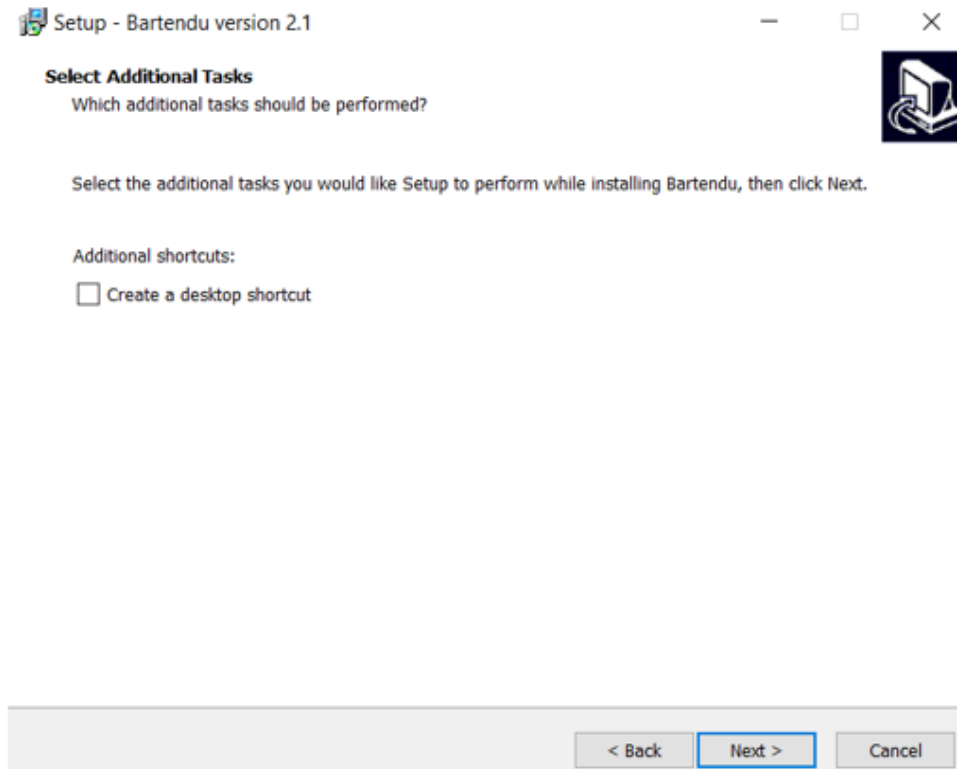 Setup - Bartendu version 2.1
Select Additional Tasks
Which additional tasks should be performed?
Select the additional tasks you would like Setup to perform while installing Bartendu, then click Next.
Additional shortcuts:
Create a desktop shortcut
< Back Next > Cancel